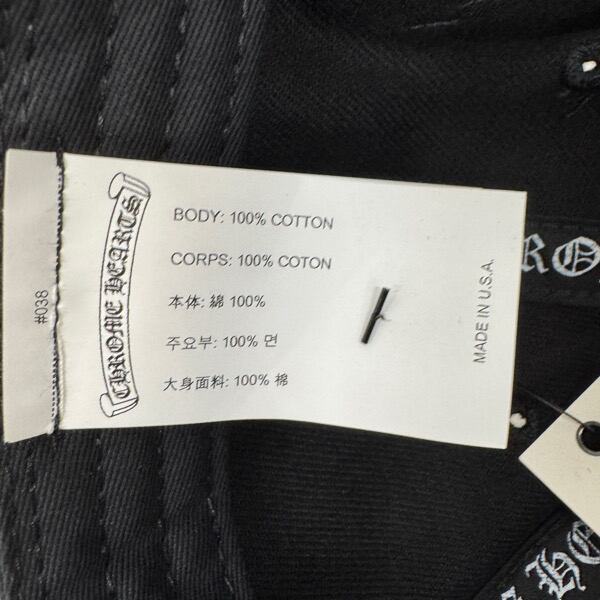 CHROME HEARTS
BODY: 100% COTTON
CORPS: 100% COTON
本体: 綿 100%
주요부: 100% 면
大身面料: 100% 棉
MADE IN U.S.A.
#038
RO